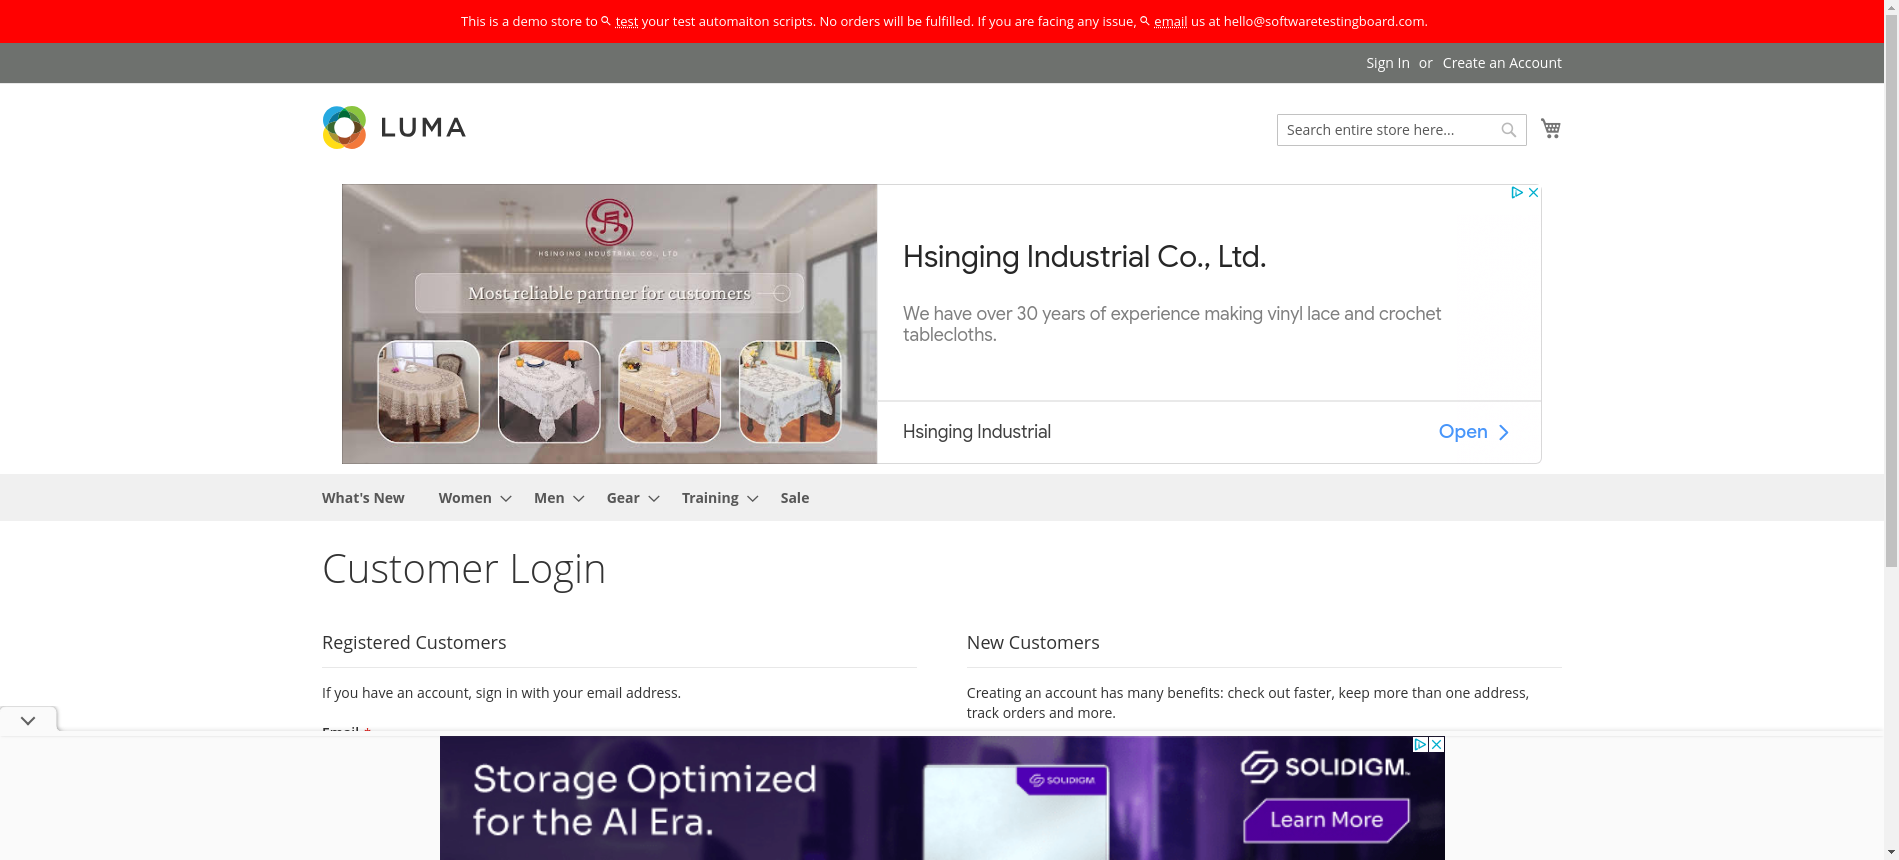 This is a demo store to test your test automaiton scripts. No orders will be fulfilled. If you are facing any issue, email us at hello@softwaretestingboard.com.
Sign In or Create an Account
LUMA
Search entire store here...
HSINGING INDUSTRIAL CO., LTD
Most reliable partner for customers
Hsinging Industrial Co., Ltd.
We have over 30 years of experience making vinyl lace and crochet
tablecloths.
Hsinging Industrial
Open
What's New Women Men Gear Training Sale
Customer Login
Registered Customers
If you have an account, sign in with your email address.
Email *
New Customers
Creating an account has many benefits: check out faster, keep more than one address,
track orders and more.
Storage Optimized
for the AI Era.
SOLIDIGM
SOLIDIGM™
Learn More